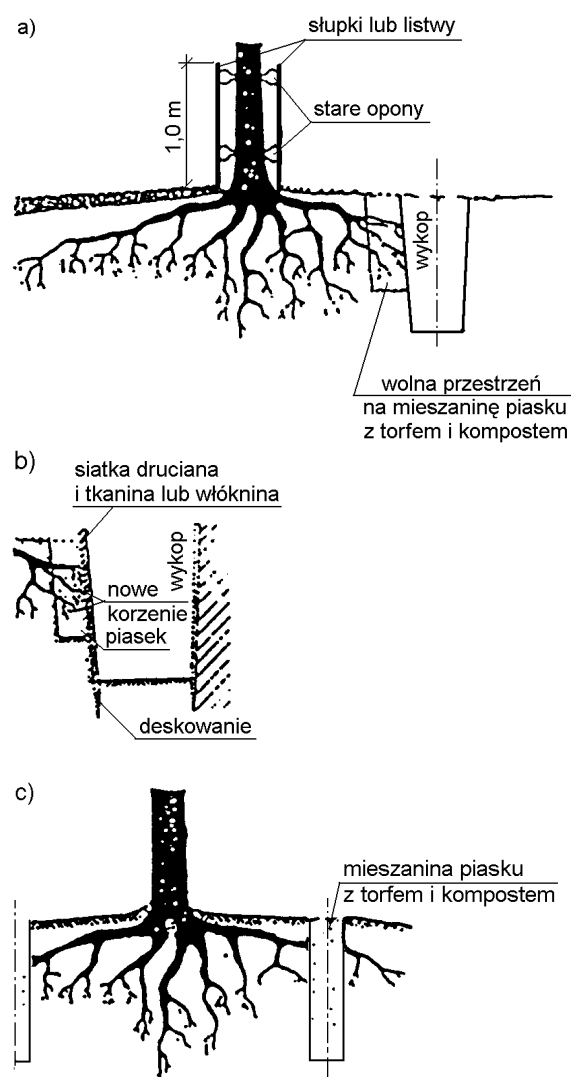 a)
słupki lub listwy
stare opony
1,0 m
wykop
wolna przestrzeń
na mieszaninę piasku
z torfem i kompostem
b)
siatka druciana
i tkanina lub włóknina
wykop
nowe
korzenie
piasek
deskowanie
c)
mieszanina piasku
z torfem i kompostem